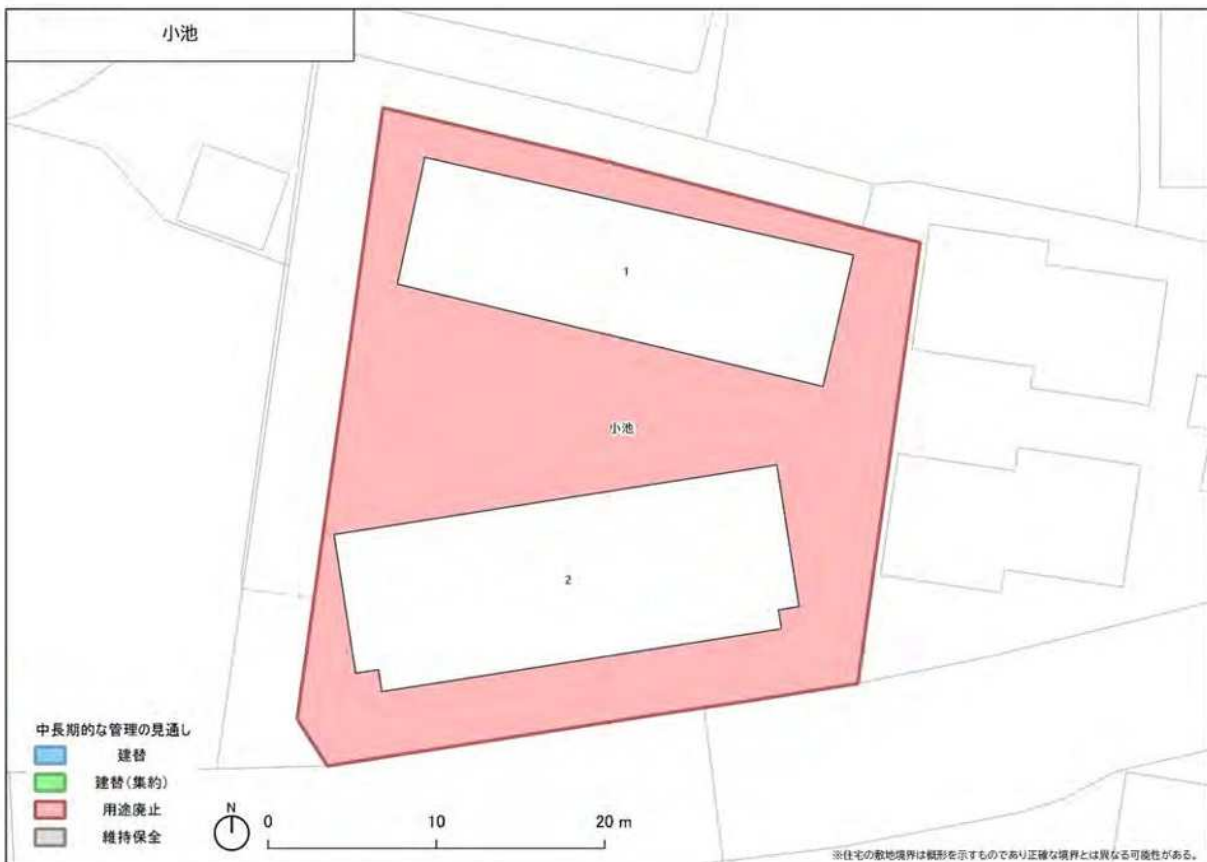 小池
1
小池
2
中長期的な管理の見通し
建替
建替(集約)
用途廃止
維持保全
N
0 10 20 m
※住宅の敷地境界は概形を示すものであり正確な境界とは異なる可能性がある。